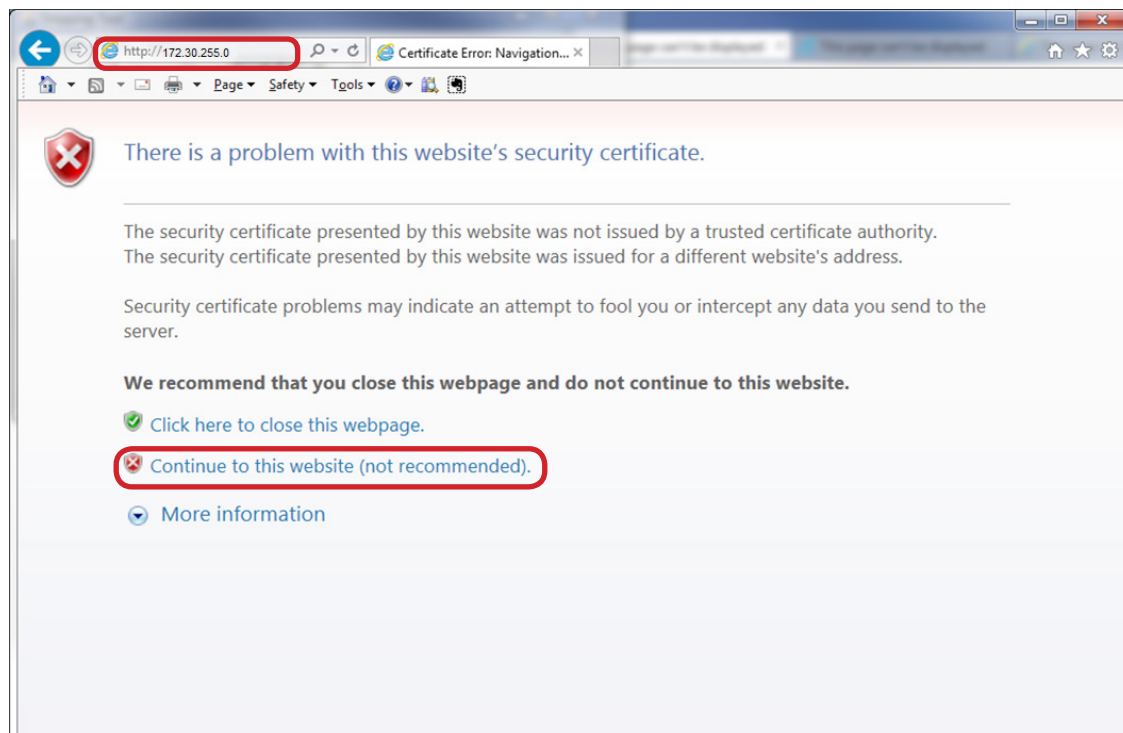 http://172.30.255.0
Certificate Error: Navigation...
Page Safety Tools
There is a problem with this website's security certificate.
The security certificate presented by this website was not issued by a trusted certificate authority.
The security certificate presented by this website was issued for a different website's address.
Security certificate problems may indicate an attempt to fool you or intercept any data you send to the
server.
We recommend that you close this webpage and do not continue to this website.
Click here to close this webpage.
Continue to this website (not recommended).
More information